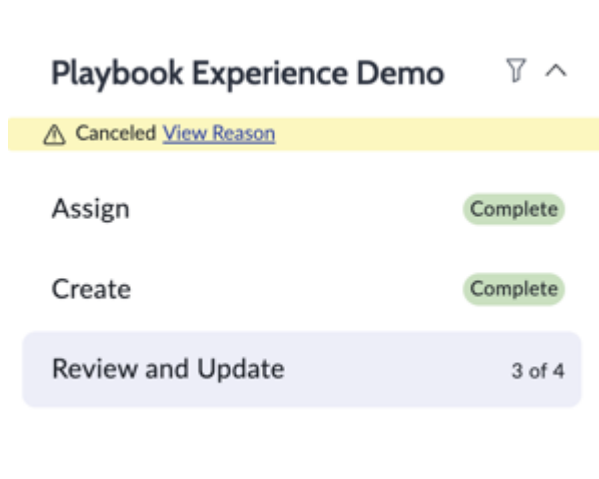 Playbook Experience Demo
Canceled View Reason
Assign Complete
Create Complete
Review and Update 3 of 4